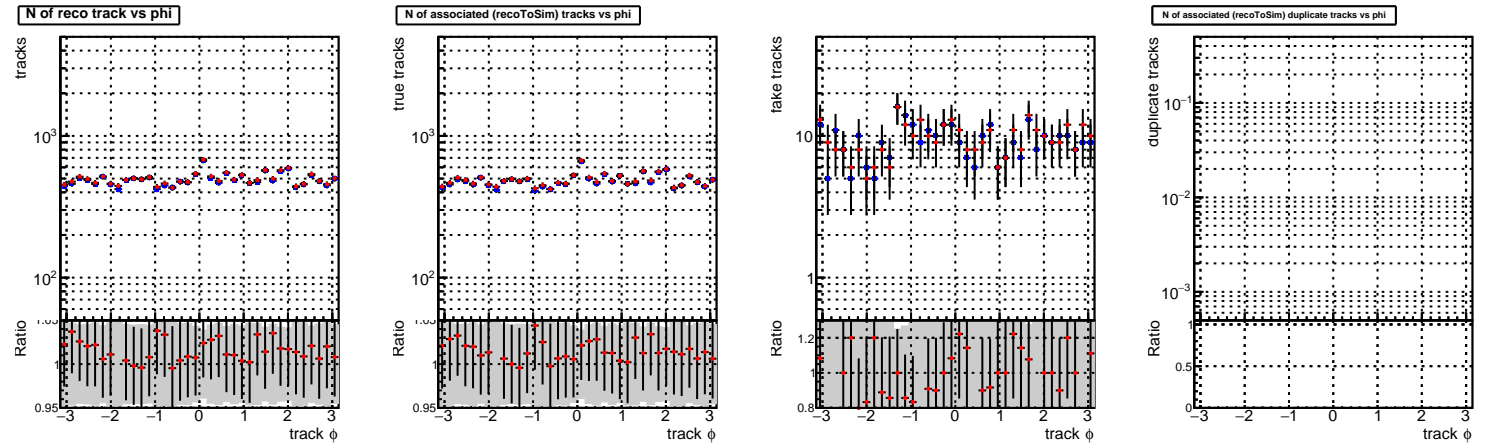 N of reco track vs phi
tracks
10³
10²
Ratio
1.05
1
0.95
−3 −2 −1 0 1 2 3
track φ
N of associated (recoToSim) tracks vs phi
true tracks
10³
10²
Ratio
1.05
1
0.95
−3 −2 −1 0 1 2 3
track φ
fake tracks
10
1
Ratio
1.2
1
0.8
−3 −2 −1 0 1 2 3
track φ
N of associated (recoToSim) duplicate tracks vs phi
duplicate tracks
10⁻¹
10⁻²
10⁻³
Ratio
1
0.5
0
−3 −2 −1 0 1 2 3
track φ